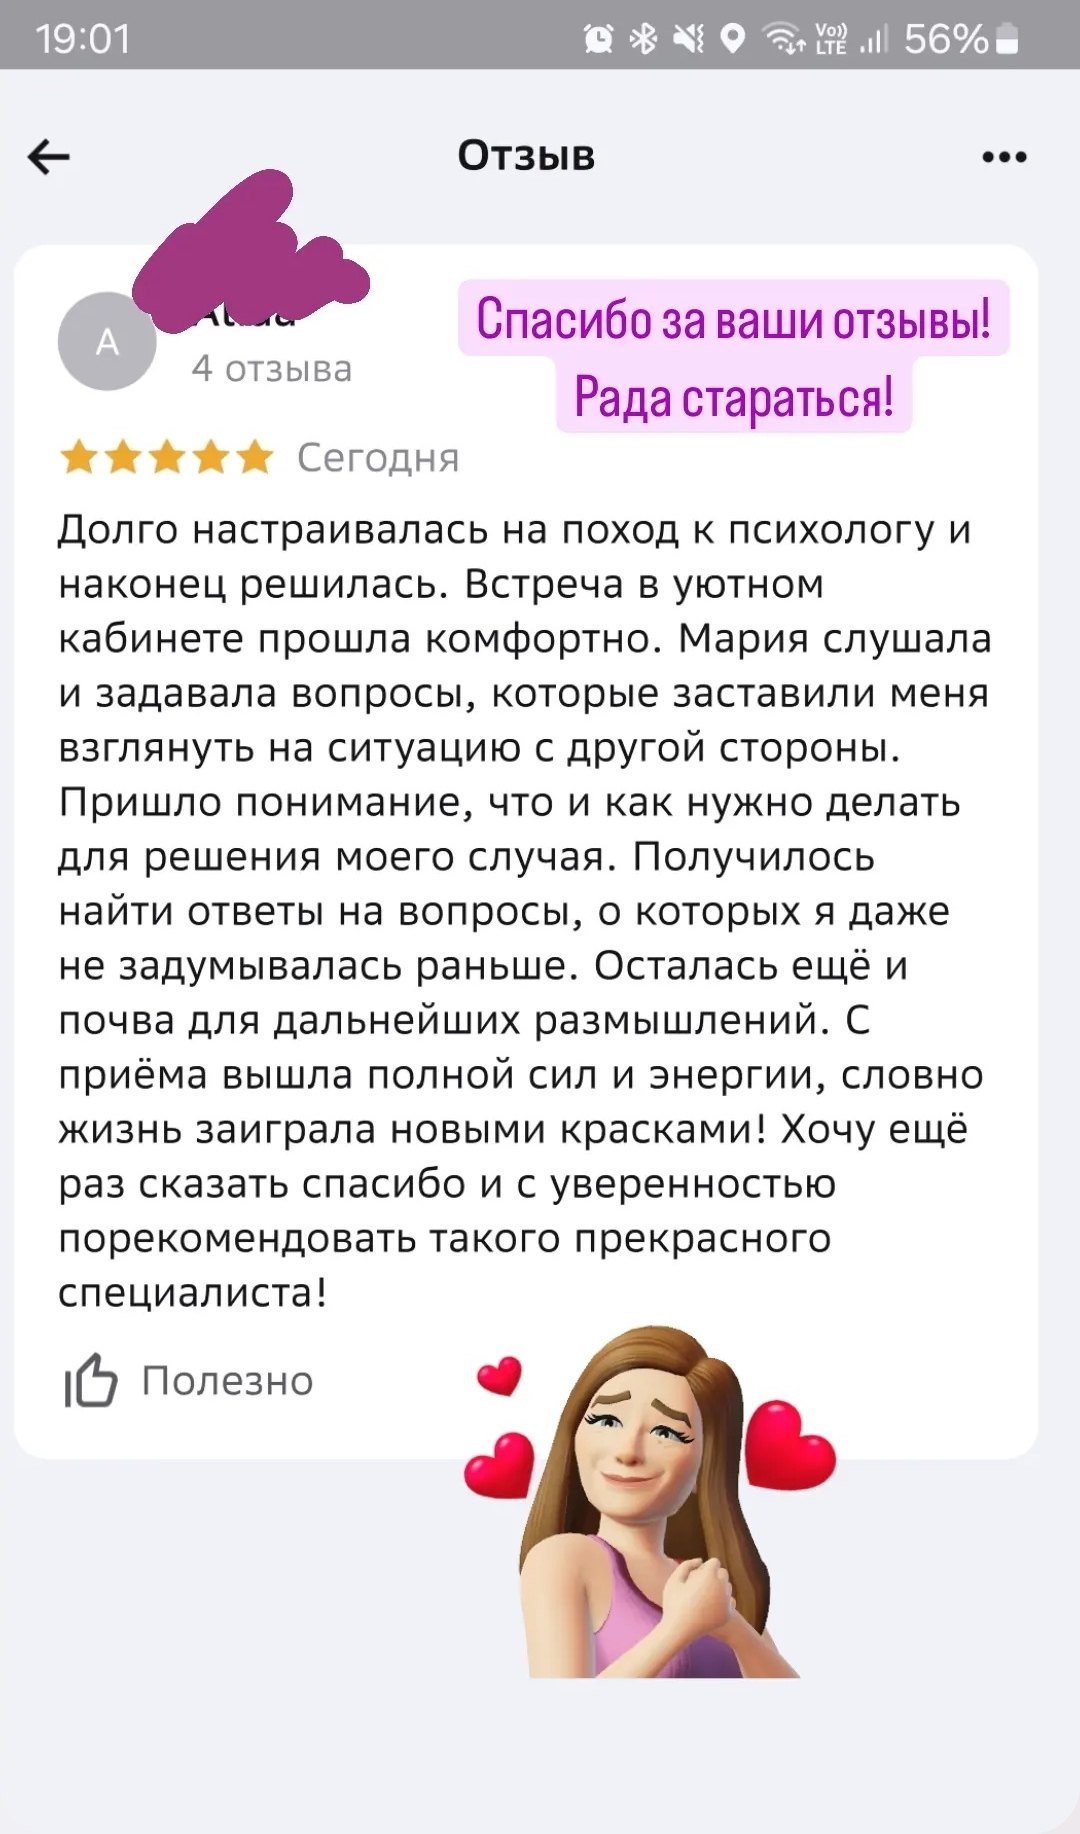 19:01
Vo))
LTE
56%
Отзыв
А
4 отзыва
Спасибо за ваши отзывы!
Рада стараться!
Сегодня
Долго настраивалась на поход к психологу и
наконец решилась. Встреча в уютном
кабинете прошла комфортно. Мария слушала
и задавала вопросы, которые заставили меня
взглянуть на ситуацию с другой стороны.
Пришло понимание, что и как нужно делать
для решения моего случая. Получилось
найти ответы на вопросы, о которых я даже
не задумывалась раньше. Осталась ещё и
почва для дальнейших размышлений. С
приёма вышла полной сил и энергии, словно
жизнь заиграла новыми красками! Хочу ещё
раз сказать спасибо и с уверенностью
порекомендовать такого прекрасного
специалиста!
Полезно